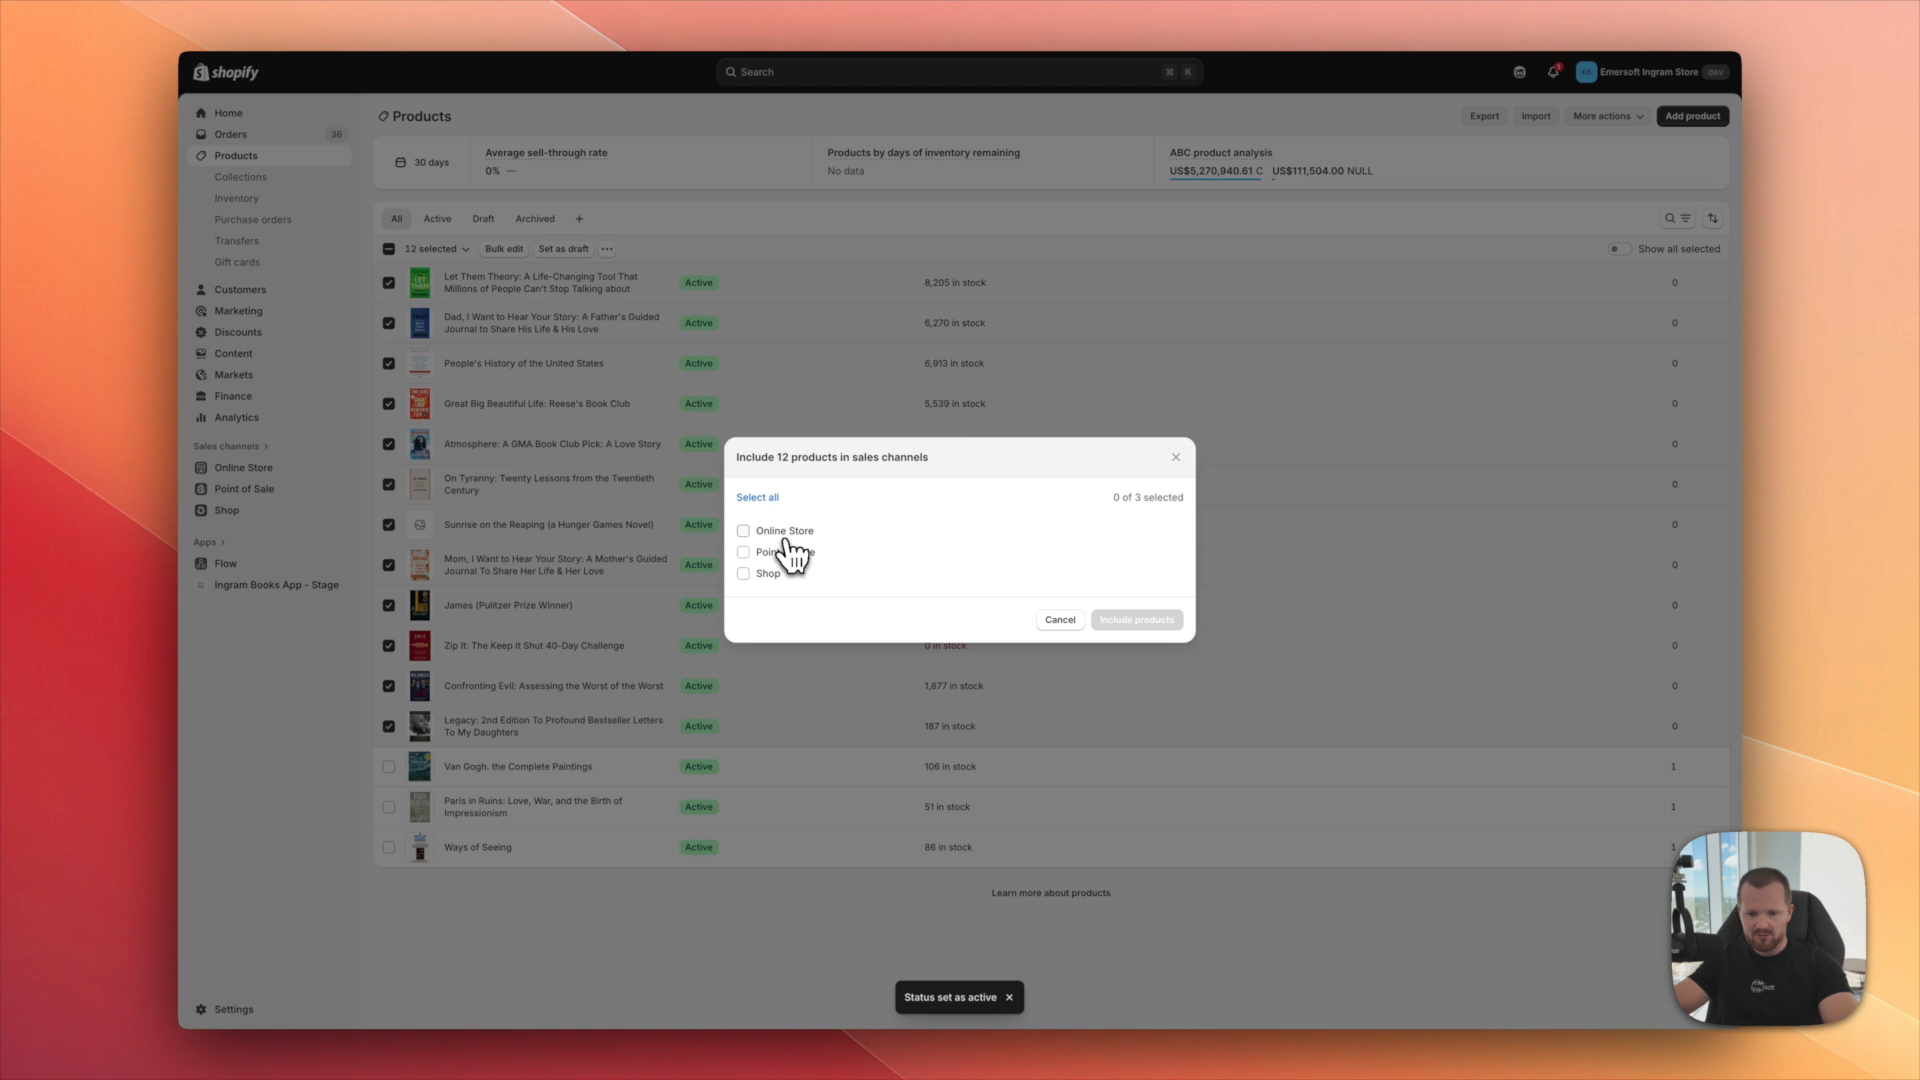 shopify
Search
⌘ K
Emersoft Ingram Store dev
Home
Orders 36
Products
Collections
Inventory
Purchase orders
Transfers
Gift cards
Customers
Marketing
Discounts
Content
Markets
Finance
Analytics
Sales channels
Online Store
Point of Sale
Shop
Apps
Flow
Ingram Books App - Stage
Settings
Products
Export Import More actions Add product
30 days
Average sell-through rate
0% —
Products by days of inventory remaining
No data
ABC product analysis
US$5,270,940.61 C US$111,504.00 NULL
All Active Draft Archived +
12 selected Bulk edit Set as draft ••• Show all selected
Let Them Theory: A Life-Changing Tool That
Millions of People Can't Stop Talking about
Active 8,205 in stock 0
Dad, I Want to Hear Your Story: A Father's Guided
Journal to Share His Life & His Love
Active 6,270 in stock 0
People's History of the United States Active 6,913 in stock 0
Great Big Beautiful Life: Reese's Book Club Active 5,539 in stock 0
Atmosphere: A GMA Book Club Pick: A Love Story Active 0
On Tyranny: Twenty Lessons from the Twentieth
Century
Active 0
Sunrise on the Reaping (a Hunger Games Novel) Active 0
Mom, I Want to Hear Your Story: A Mother's Guided
Journal To Share Her Life & Her Love
Active 0
James (Pulitzer Prize Winner) Active 0
Zip It: The Keep It Shut 40-Day Challenge Active 0 in stock 0
Confronting Evil: Assessing the Worst of the Worst Active 1,877 in stock 0
Legacy: 2nd Edition To Profound Bestseller Letters
To My Daughters
Active 187 in stock 0
Van Gogh. the Complete Paintings Active 106 in stock 1
Paris in Ruins: Love, War, and the Birth of
Impressionism
Active 51 in stock 1
Ways of Seeing Active 86 in stock 1
Learn more about products
Include 12 products in sales channels
Select all 0 of 3 selected
Online Store
Shop
Cancel Include products
Status set as active